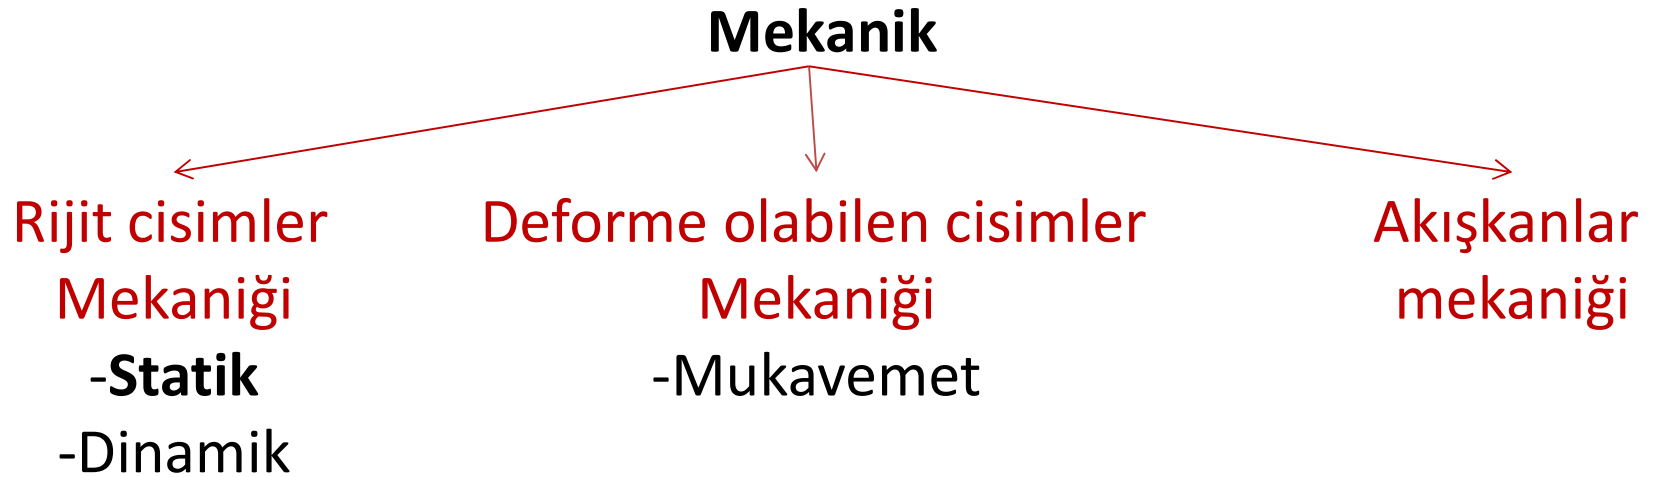 Mekanik
Rijit cisimler
Mekaniği
-Statik
-Dinamik
Deforme olabilen cisimler
Mekaniği
-Mukavemet
Akışkanlar
mekaniği